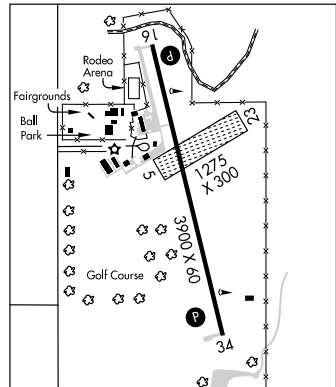 16
P
Rodeo
Arena
Fairgrounds
Ball
Park
23
5
1275
X 300
3900 X 60
Golf Course
P
34